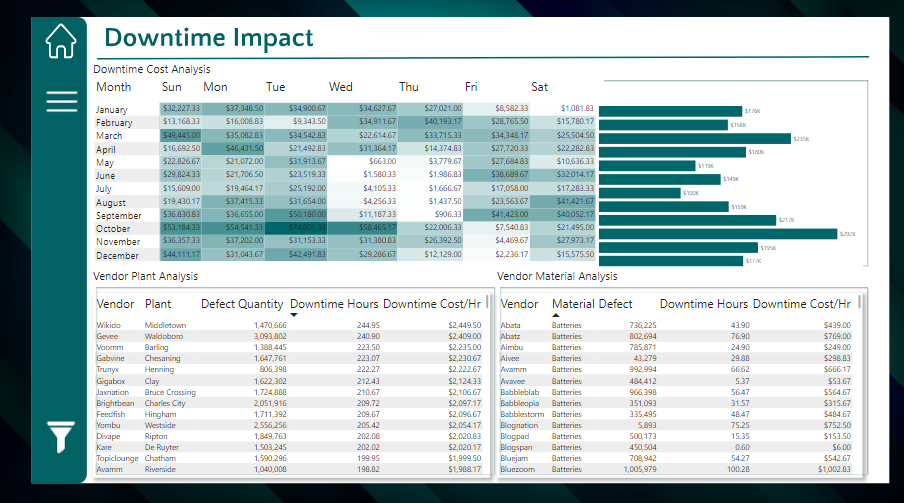 Downtime Impact
Downtime Cost Analysis
Month Sun Mon Tue Wed Thu Fri Sat
January $32,227.33 $37,348.50 $34,900.67 $34,627.67 $27,021.00 $8,582.33 $1,081.83 $176K
February $13,168.33 $16,008.83 $9,343.50 $34,911.67 $40,193.17 $28,765.50 $15,780.17 $158K
March $49,445.00 $35,082.83 $34,542.83 $22,614.67 $33,715.33 $34,348.17 $25,504.50 $235K
April $16,692.50 $46,431.50 $21,492.83 $31,364.17 $14,374.83 $27,720.33 $22,282.83 $180K
May $22,826.67 $21,072.00 $31,913.67 $663.00 $3,779.67 $27,684.83 $10,636.33 $119K
June $29,824.33 $21,706.50 $23,519.33 $1,580.33 $1,986.83 $38,689.67 $32,014.17 $149K
July $15,609.00 $19,464.17 $25,192.00 $4,105.33 $1,666.67 $17,058.00 $17,283.33 $100K
August $19,430.17 $37,415.33 $31,654.00 $4,256.33 $1,437.50 $23,563.67 $41,421.67 $159K
September $36,830.83 $36,655.00 $50,180.00 $11,187.33 $906.33 $41,423.00 $40,052.17 $217K
October $53,184.33 $54,541.33 $58,465.17 $22,006.33 $7,540.83 $21,495.00 $292K
November $36,357.33 $37,202.00 $31,153.33 $31,380.83 $26,392.50 $4,469.67 $27,973.17 $195K
December $44,111.17 $31,043.67 $42,491.83 $29,286.67 $12,129.00 $2,236.17 $15,575.50 $177K
Vendor Plant Analysis
Vendor Plant Defect Quantity Downtime Hours Downtime Cost/Hr
Wikido Middletown 1,470,666 244.95 $2,449.50
Gevee Waldoboro 3,093,802 240.90 $2,409.00
Voomm Barling 1,388,445 223.50 $2,235.00
Gabvine Chesaning 1,647,761 223.07 $2,230.67
Trunyx Henning 806,398 222.27 $2,222.67
Gigabox Clay 1,622,302 212.43 $2,124.33
Jaxnation Bruce Crossing 1,724,888 210.67 $2,106.67
Brightbean Charles City 2,051,916 209.72 $2,097.17
Feedfish Hingham 1,711,392 209.67 $2,096.67
Yombu Westside 2,556,256 205.42 $2,054.17
Divape Ripton 1,849,763 202.08 $2,020.83
Kare De Ruyter 1,503,245 202.02 $2,020.17
Topiclounge Chatham 1,590,296 199.95 $1,999.50
Avamm Riverside 1,040,008 198.82 $1,988.17
Vendor Material Analysis
Vendor Material Defect Downtime Hours Downtime Cost/Hr
Abata Batteries 736,225 43.90 $439.00
Abatz Batteries 802,694 76.90 $769.00
Aimbu Batteries 785,871 24.90 $249.00
Aivee Batteries 43,279 29.88 $298.83
Avamm Batteries 992,994 66.62 $666.17
Avavee Batteries 484,412 5.37 $53.67
Babbleblab Batteries 966,398 56.47 $564.67
Babbleopia Batteries 351,093 31.57 $315.67
Babblestorm Batteries 335,495 48.47 $484.67
Blognation Batteries 5,893 75.25 $752.50
Blogpad Batteries 500,173 15.35 $153.50
Blogspan Batteries 450,504 0.60 $6.00
Bluejam Batteries 708,942 54.27 $542.67
Bluezoom Batteries 1,005,979 100.28 $1,002.83